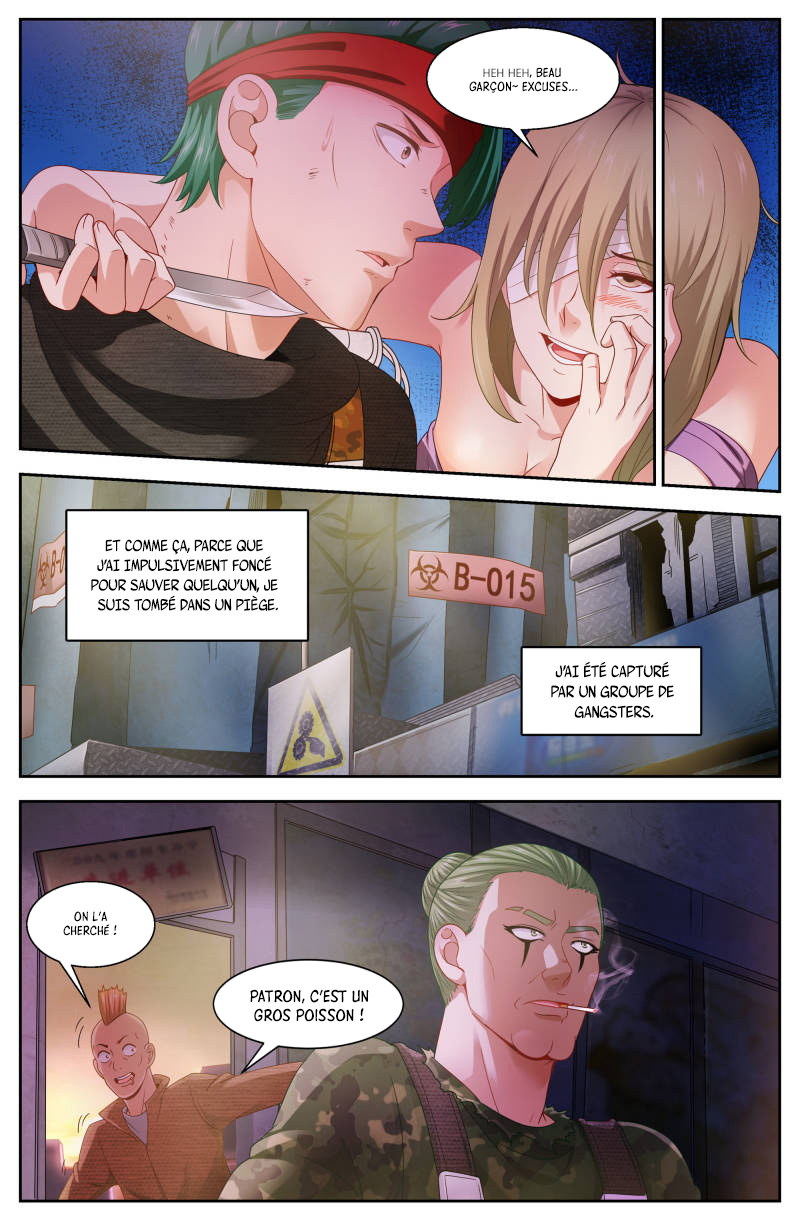 HEH HEH, BEAU
GARÇON~ EXCUSES...
ET COMME ÇA, PARCE QUE
J'AI IMPULSIVEMENT FONCÉ
POUR SAUVER QUELQU'UN, JE
SUIS TOMBÉ DANS UN PIÈGE.
B-0
B-015
J'AI ÉTÉ CAPTURÉ
PAR UN GROUPE DE
GANGSTERS.
ON L'A
CHERCHÉ !
PATRON, C'EST UN
GROS POISSON !